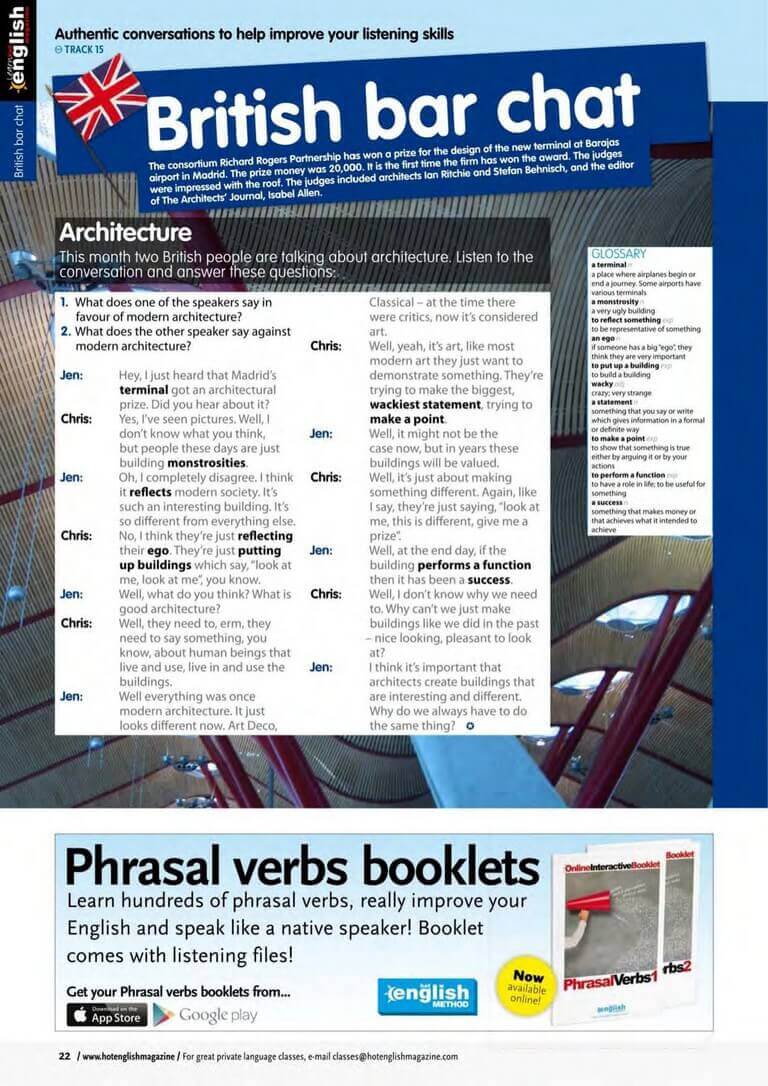 Learn hot
english
magazine
British bar chat
Authentic conversations to help improve your listening skills
TRACK 15
British bar chat
The consortium Richard Rogers Partnership has won a prize for the design of the new terminal at Barajas
airport in Madrid. The prize money was 20,000. It is the first time the firm has won the award. The judges
were impressed with the roof. The judges included architects Ian Ritchie and Stefan Behnisch, and the editor
of The Architects' Journal, Isabel Allen.
Architecture
This month two British people are talking about architecture. Listen to the
conversation and answer these questions:
1. What does one of the speakers say in
favour of modern architecture?
2. What does the other speaker say against
modern architecture?
Jen: Hey, I just heard that Madrid's
terminal got an architectural
prize. Did you hear about it?
Chris: Yes, I've seen pictures. Well, I
don't know what you think,
but people these days are just
building monstrosities.
Jen: Oh, I completely disagree. I think
it reflects modern society. It's
such an interesting building. It's
so different from everything else.
Chris: No, I think they're just reflecting
their ego. They're just putting
up buildings which say, "look at
me, look at me", you know.
Jen: Well, what do you think? What is
good architecture?
Chris: Well, they need to, erm, they
need to say something, you
know, about human beings that
live and use, live in and use the
buildings.
Jen: Well everything was once
modern architecture. It just
looks different now. Art Deco,
Classical – at the time there
were critics, now it's considered
art.
Chris: Well, yeah, it's art, like most
modern art they just want to
demonstrate something. They're
trying to make the biggest,
wackiest statement, trying to
make a point.
Jen: Well, it might not be the
case now, but in years these
buildings will be valued.
Chris: Well, it's just about making
something different. Again, like
I say, they're just saying, "look at
me, this is different, give me a
prize".
Jen: Well, at the end day, if the
building performs a function
then it has been a success.
Chris: Well, I don't know why we need
to. Why can't we just make
buildings like we did in the past
– nice looking, pleasant to look
at?
Jen: I think it's important that
architects create buildings that
are interesting and different.
Why do we always have to do
the same thing?
GLOSSARY
a terminal n
a place where airplanes begin or
end a journey. Some airports have
various terminals
a monstrosity n
a very ugly building
to reflect something exp
to be representative of something
an ego n
if someone has a big "ego", they
think they are very important
to put up a building exp
to build a building
wacky adj
crazy; very strange
a statement n
something that you say or write
which gives information in a formal
or definite way
to make a point exp
to show that something is true
either by arguing it or by your
actions
to perform a function exp
to have a role in life; to be useful for
something
a success n
something that makes money or
that achieves what it intended to
achieve
Phrasal verbs booklets
Learn hundreds of phrasal verbs, really improve your
English and speak like a native speaker! Booklet
comes with listening files!
Get your Phrasal verbs booklets from...
Download on the
App Store
Google play
english
METHOD
Now
available
online!
OnlineInteractiveBooklet
PhrasalVerbs1
english
Booklet
rbs2
22 / www.hotenglishmagazine / For great private language classes, e-mail classes@hotenglishmagazine.com